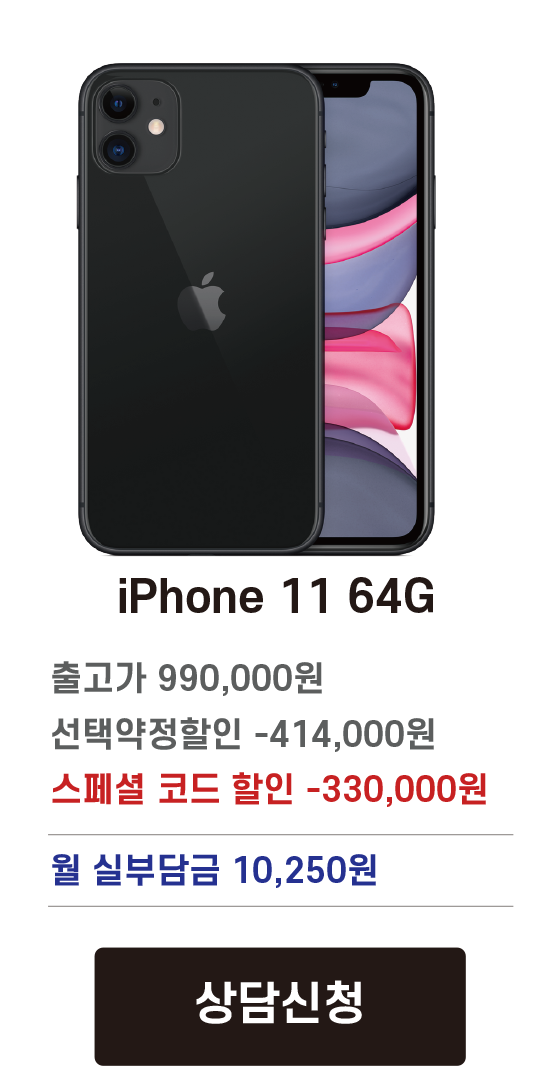 iPhone 11 64G
출고가 990,000원
선택약정할인 -414,000원
스페셜 코드 할인 -330,000원
월 실부담금 10,250원
상담신청